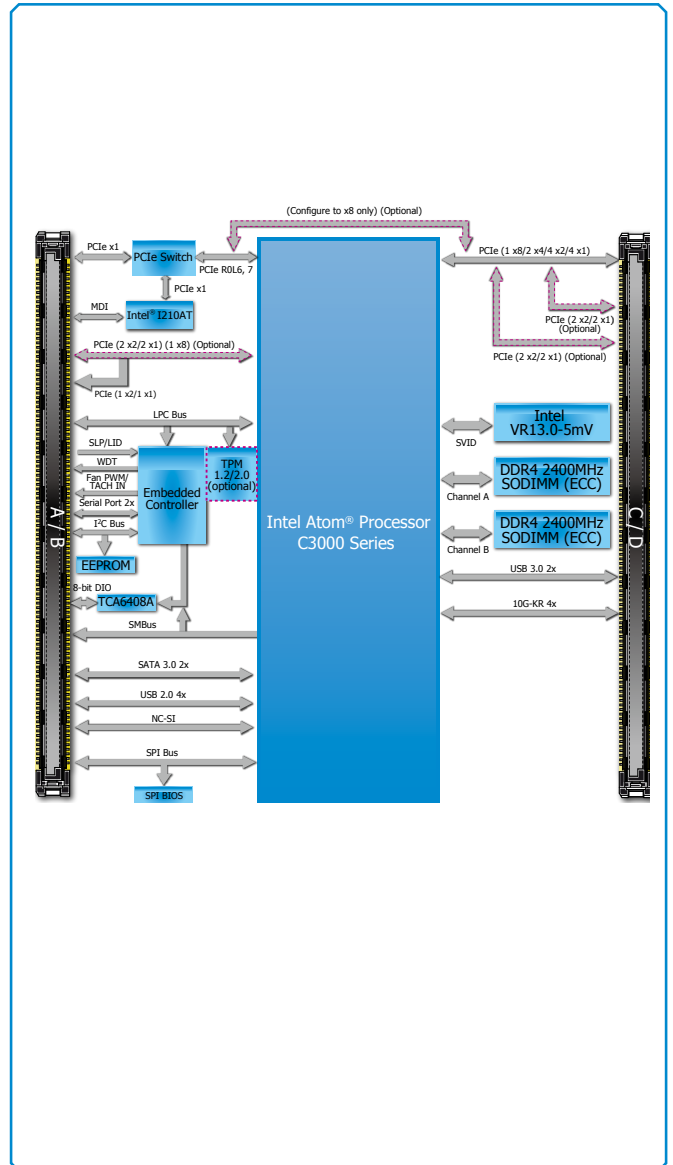 (Configure to x8 only) (Optional)
PCIe x1
PCIe Switch
PCIe R0L6, 7
PCIe x1
MDI
Intel® I210AT
PCIe (2 x2/2 x1) (1 x8) (Optional)
PCIe (1 x2/1 x1)
LPC Bus
SLP/LID
WDT
Fan PWM/
TACH IN
Serial Port 2x
I²C Bus
Embedded
Controller
TPM
1.2/2.0
(optional)
EEPROM
8-bit DIO
TCA6408A
SMBus
SATA 3.0 2x
USB 2.0 4x
NC-SI
SPI Bus
SPI BIOS
A / B
Intel Atom® Processor
C3000 Series
PCIe (1 x8/2 x4/4 x2/4 x1)
PCIe (2 x2/2 x1)
(Optional)
PCIe (2 x2/2 x1) (Optional)
SVID
Intel
VR13.0-5mV
Channel A
DDR4 2400MHz
SODIMM (ECC)
Channel B
DDR4 2400MHz
SODIMM (ECC)
USB 3.0 2x
10G-KR 4x
C / D